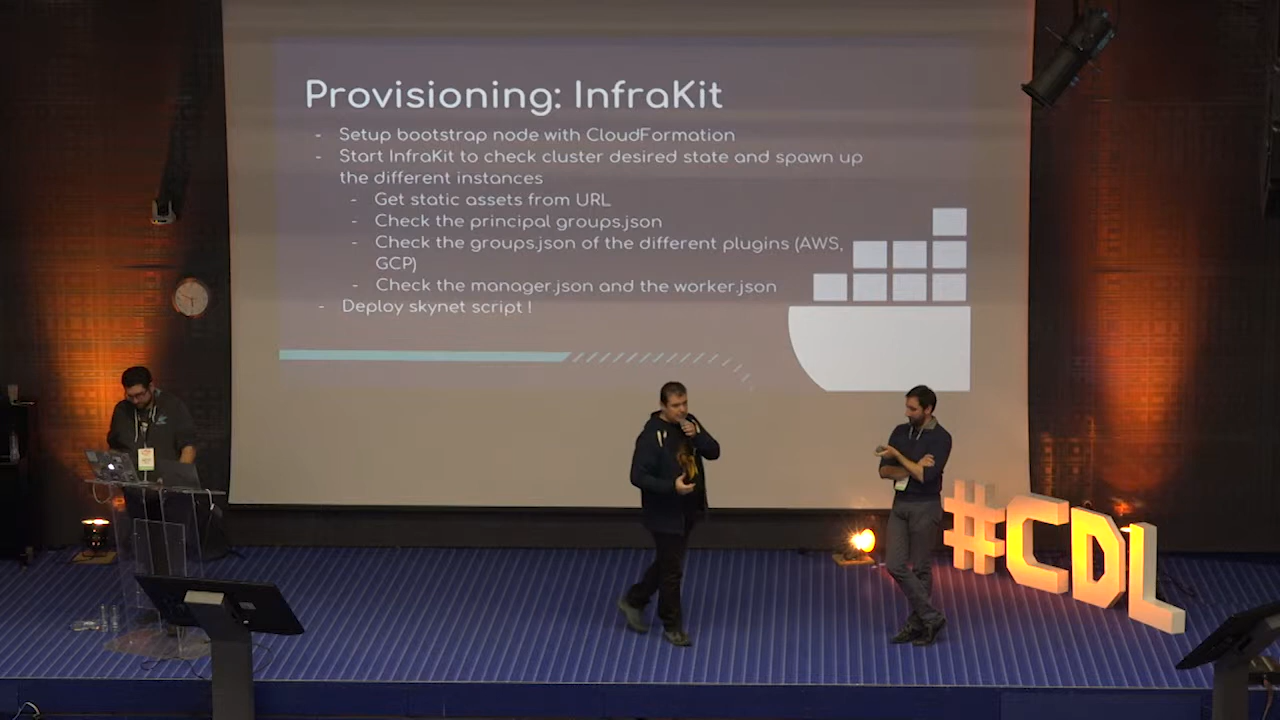 Provisioning: InfraKit
- Setup bootstrap node with CloudFormation
- Start InfraKit to check cluster desired state and spawn up
the different instances
- Get static assets from URL
- Check the principal groups.json
- Check the groups.json of the different plugins (AWS,
GCP)
- Check the manager.json and the worker.json
- Deploy skynet script !
#CDL